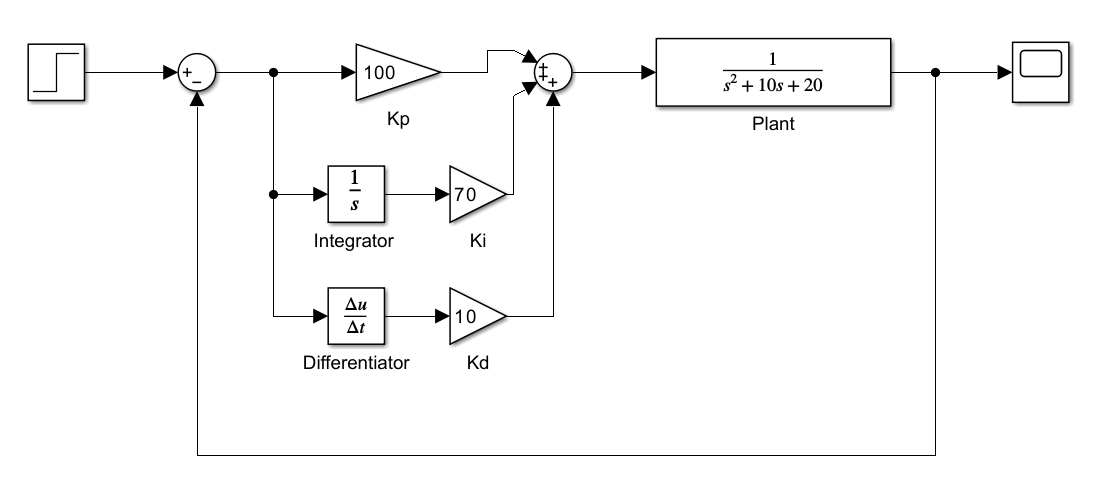 +
−
100
Kp
+
+
+
1
s² + 10s + 20
Plant
1
s
Integrator
70
Ki
Δu
Δt
Differentiator
10
Kd